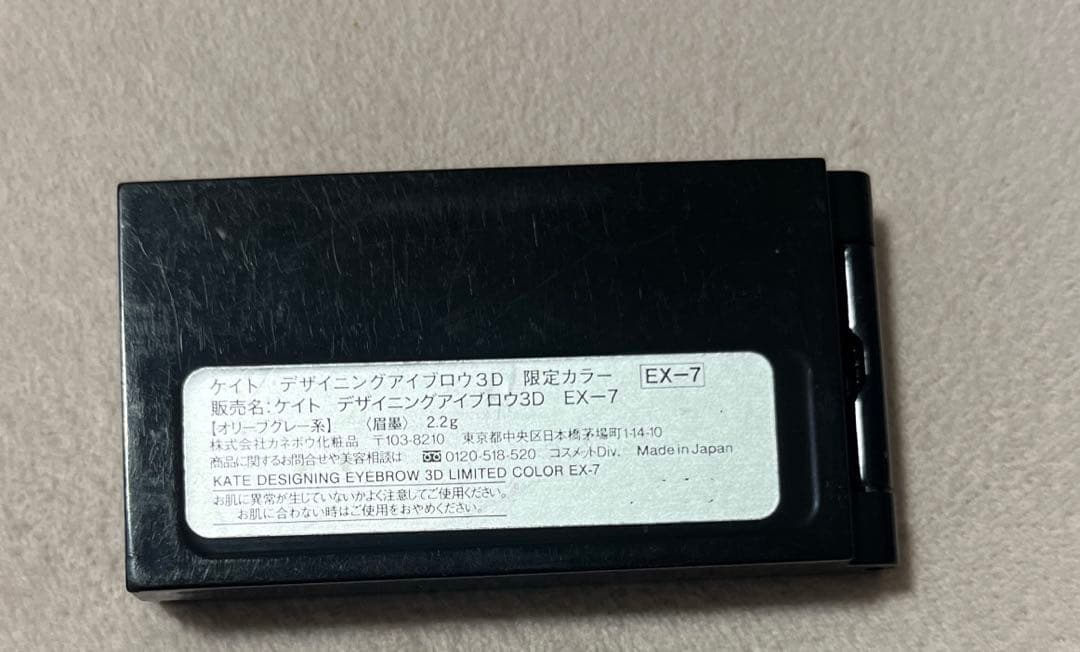 ケイト デザイニングアイブロウ3D 限定カラー EX-7
販売名:ケイト デザイニングアイブロウ3D EX-7
【オリーブグレー系】 〈眉墨〉 2.2g
株式会社カネボウ化粧品 〒103-8210 東京都中央区日本橋茅場町1-14-10
商品に関するお問合せや美容相談は 0120-518-520 コスメットDiv. Made in Japan
KATE DESIGNING EYEBROW 3D LIMITED COLOR EX-7
お肌に異常が生じていないかよく注意してご使用ください。
お肌に合わない時はご使用をおやめください。